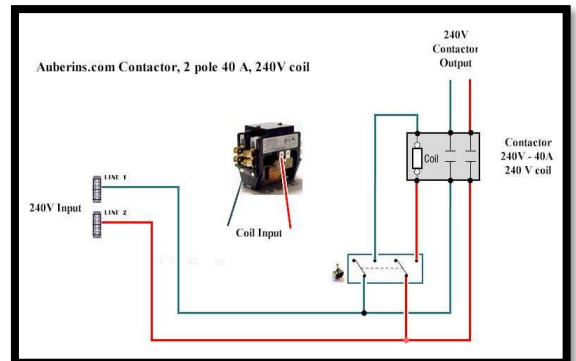 240V
Contactor
Output
Auberins.com Contactor, 2 pole 40 A, 240V coil
Contactor
240V - 40A
240 V coil
Coil
LINE 1
240V Input
LINE 2
Coil Input